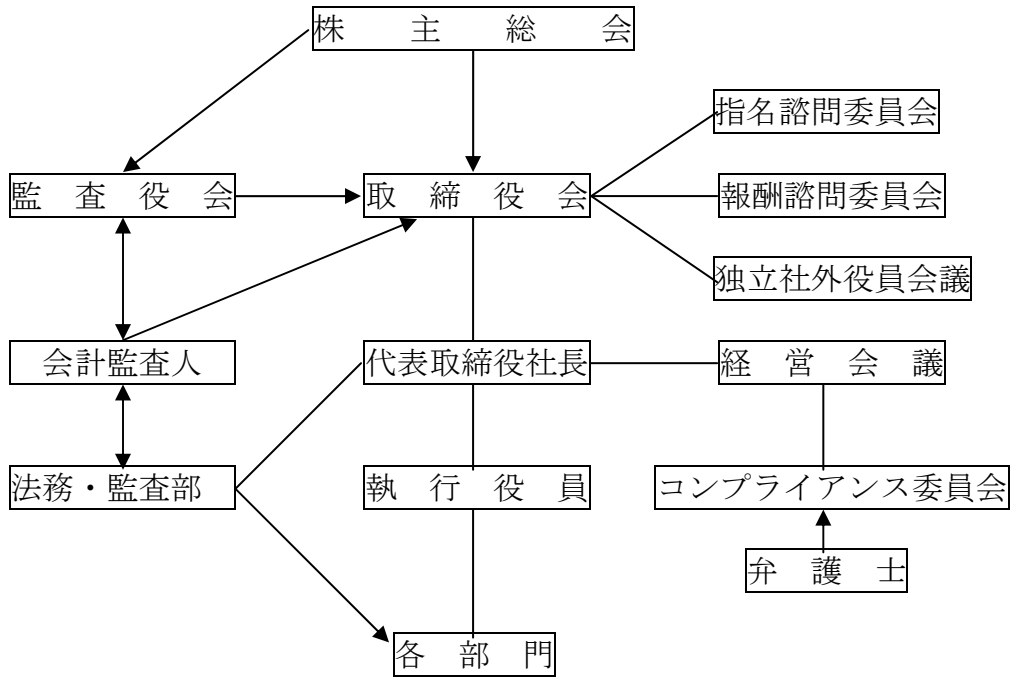 株主総会
指名諮問委員会
監査役会
取締役会
報酬諮問委員会
独立社外役員会議
会計監査人
代表取締役社長
経営会議
法務・監査部
執行役員
コンプライアンス委員会
弁護士
各部門